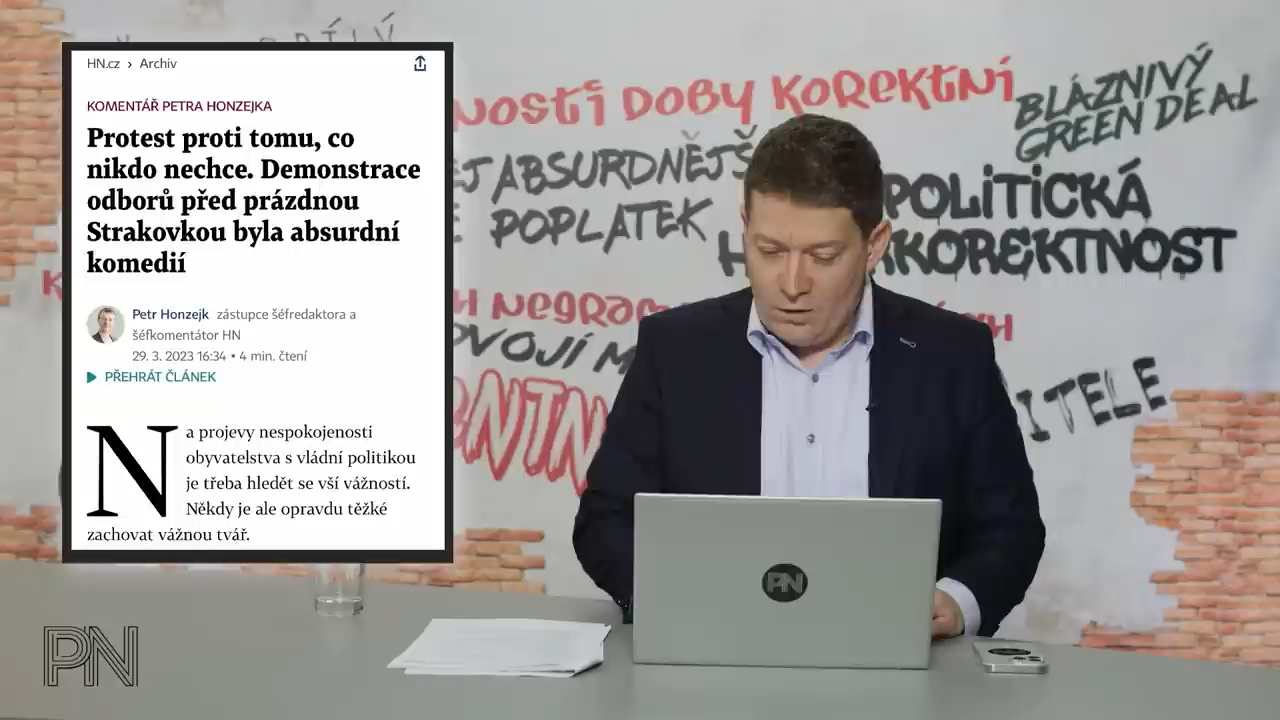 HN.cz › Archiv
KOMENTÁŘ PETRA HONZEJKA
Protest proti tomu, co
nikdo nechce. Demonstrace
odborů před prázdnou
Strakovkou byla absurdní
komedií
Petr Honzejk zástupce šéfredaktora a
šéfkomentátor HN
29. 3. 2023 16:34 • 4 min. čtení
PŘEHRÁT ČLÁNEK
Na projevy nespokojenosti
obyvatelstva s vládní politikou
je třeba hledět se vší vážností.
Někdy je ale opravdu těžké
zachovat vážnou tvář.
DOBY KOREKTNÍ
BLÁZNIVÝ
GREEN DEAL
POPLATEK
POLITICKÁ
KOREKTNOST
PN
PN